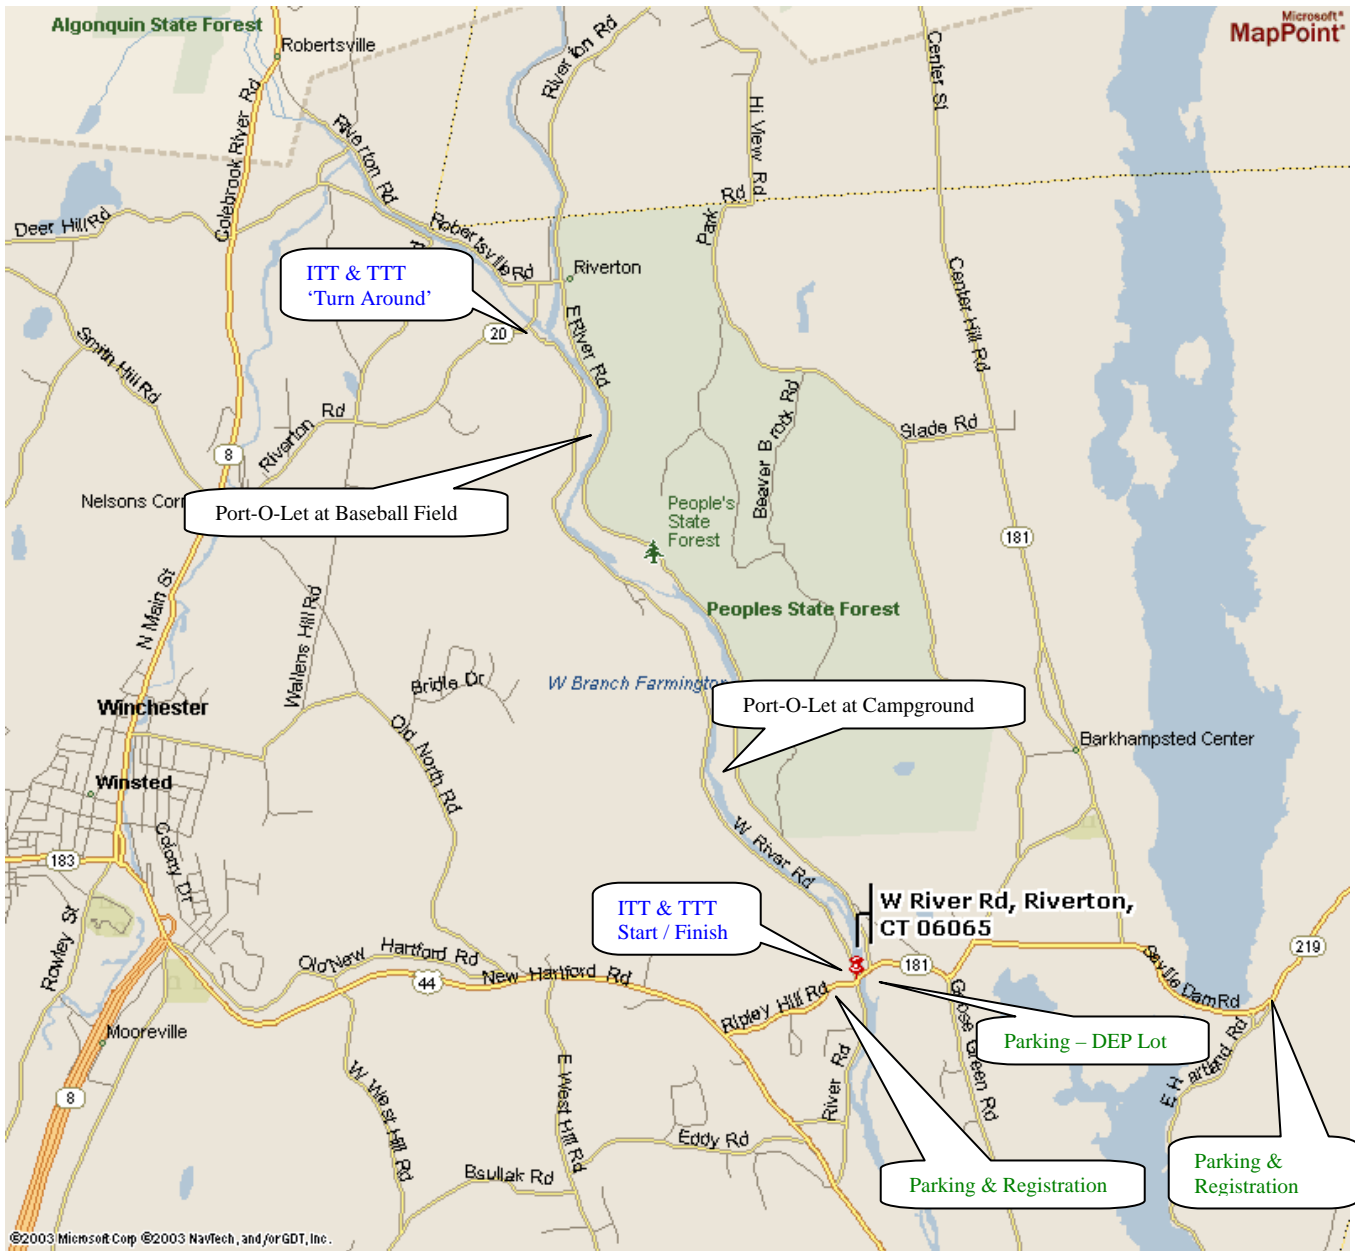 Algonquin State Forest
Robertsville
Riverton Rd
Center St
Microsoft®
MapPoint®
Colebrook River Rd
Riverton Rd
Hi View Rd
Deer Hill Rd
Robertsville Rd
Park Rd
ITT & TTT
‘Turn Around’
Riverton
20
E River Rd
Center Hill Rd
Smith Hill Rd
Riverton Rd
8
Beaver Brock Rd
Slade Rd
Nelsons Corn
Port-O-Let at Baseball Field
People's
State
Forest
181
N Main St
Wallens Hill Rd
Peoples State Forest
Bridle Dr
W Branch Farmington
Winchester
Port-O-Let at Campground
Old North Rd
Barkhampsted Center
Winsted
Colony Dr
W River Rd
183
ITT & TTT
Start / Finish
W River Rd, Riverton,
CT 06065
Rowley St
Old New Hartford Rd
New Hartford Rd
44
181
219
Saville Dam Rd
Ripley Hill Rd
Goose Green Rd
Mooreville
Parking – DEP Lot
E Hartland Rd
8
W West Hill Rd
E West Hill Rd
River Rd
Eddy Rd
Bsullak Rd
Parking & Registration
Parking &
Registration
©2003 Microsoft Corp ©2003 NavTech, and/or GDT, Inc.